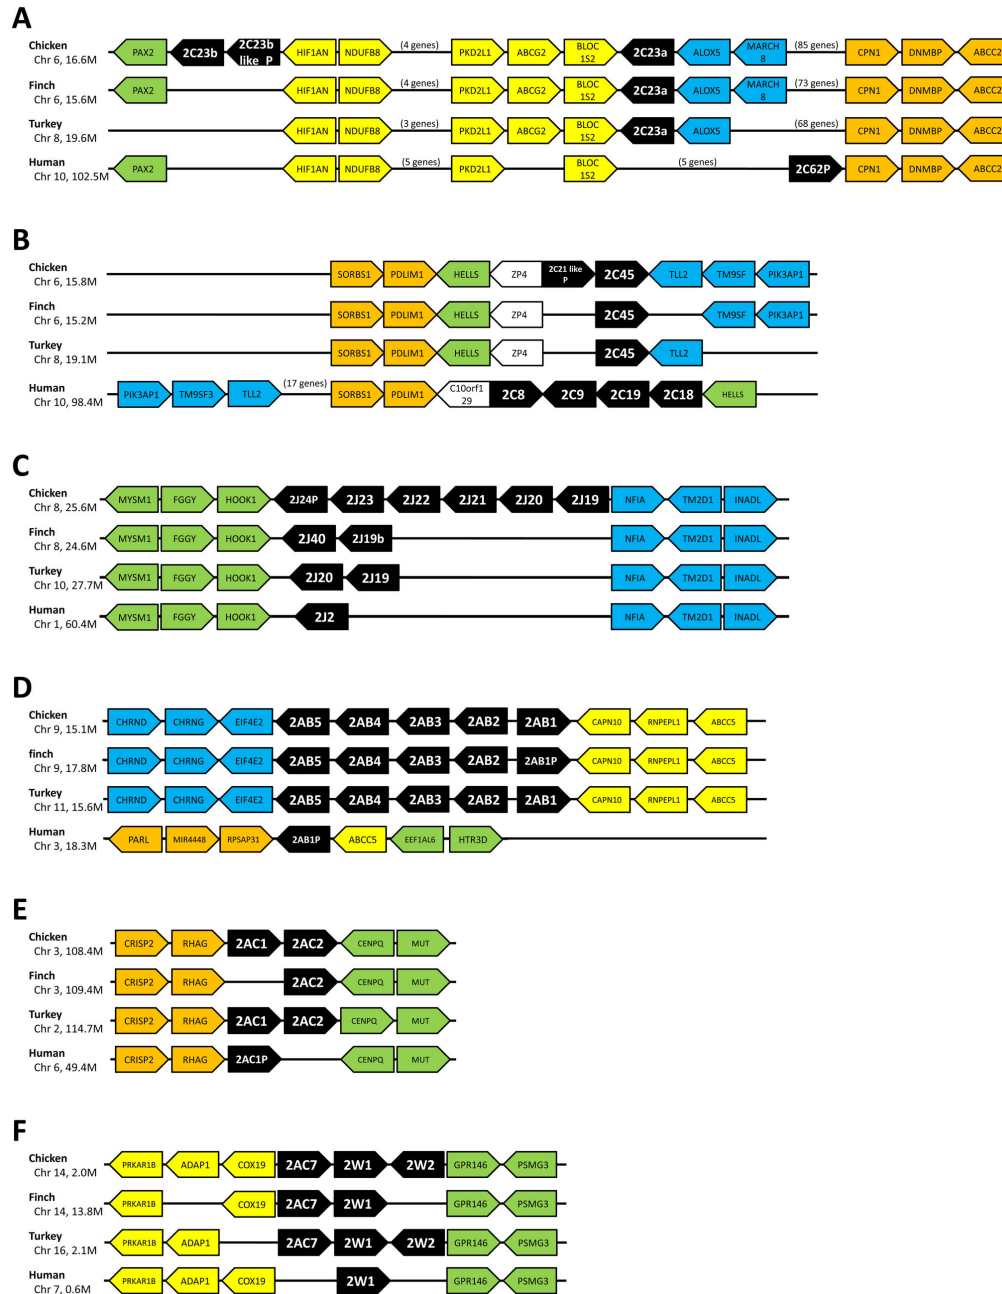 A
Chicken
Chr 6, 16.6M
PAX2 2C23b 2C23b like P HIF1AN NDUFB8 (4 genes) PKD2L1 ABCG2 BLOC 1S2 2C23a ALOX5 MARCH 8 (85 genes) CPN1 DNMBP ABCC2
Finch
Chr 6, 15.6M
PAX2 HIF1AN NDUFB8 (4 genes) PKD2L1 ABCG2 BLOC 1S2 2C23a ALOX5 MARCH 8 (73 genes) CPN1 DNMBP ABCC2
Turkey
Chr 8, 19.6M
HIF1AN NDUFB8 (3 genes) PKD2L1 ABCG2 BLOC 1S2 2C23a ALOX5 (68 genes) CPN1 DNMBP ABCC2
Human
Chr 10, 102.5M
PAX2 HIF1AN NDUFB8 (5 genes) PKD2L1 BLOC 1S2 (5 genes) 2C62P CPN1 DNMBP ABCC2
B
Chicken
Chr 6, 15.8M
SORBS1 PDLIM1 HELLS ZP4 2C21 like P 2C45 TLL2 TM9SF PIK3AP1
Finch
Chr 6, 15.2M
SORBS1 PDLIM1 HELLS ZP4 2C45 TM9SF PIK3AP1
Turkey
Chr 8, 19.1M
SORBS1 PDLIM1 HELLS ZP4 2C45 TLL2
Human
Chr 10, 98.4M
PIK3AP1 TM9SF3 TLL2 (17 genes) SORBS1 PDLIM1 C10orf1 29 2C8 2C9 2C19 2C18 HELLS
C
Chicken
Chr 8, 25.6M
MYSM1 FGGY HOOK1 2J24P 2J23 2J22 2J21 2J20 2J19 NFIA TM2D1 INADL
Finch
Chr 8, 24.6M
MYSM1 FGGY HOOK1 2J40 2J19b NFIA TM2D1 INADL
Turkey
Chr 10, 27.7M
MYSM1 FGGY HOOK1 2J20 2J19 NFIA TM2D1 INADL
Human
Chr 1, 60.4M
MYSM1 FGGY HOOK1 2J2 NFIA TM2D1 INADL
D
Chicken
Chr 9, 15.1M
CHRND CHRNG EIF4E2 2AB5 2AB4 2AB3 2AB2 2AB1 CAPN10 RNPEPL1 ABCC5
finch
Chr 9, 17.8M
CHRND CHRNG EIF4E2 2AB5 2AB4 2AB3 2AB2 2AB1P CAPN10 RNPEPL1 ABCC5
Turkey
Chr 11, 15.6M
CHRND CHRNG EIF4E2 2AB5 2AB4 2AB3 2AB2 2AB1 CAPN10 RNPEPL1 ABCC5
Human
Chr 3, 18.3M
PARL MIR4448 RPSAP31 2AB1P ABCC5 EEF1AL6 HTR3D
E
Chicken
Chr 3, 108.4M
CRISP2 RHAG 2AC1 2AC2 CENPQ MUT
Finch
Chr 3, 109.4M
CRISP2 RHAG 2AC2 CENPQ MUT
Turkey
Chr 2, 114.7M
CRISP2 RHAG 2AC1 2AC2 CENPQ MUT
Human
Chr 6, 49.4M
CRISP2 RHAG 2AC1P CENPQ MUT
F
Chicken
Chr 14, 2.0M
PRKAR1B ADAP1 COX19 2AC7 2W1 2W2 GPR146 PSMG3
Finch
Chr 14, 13.8M
PRKAR1B COX19 2AC7 2W1 GPR146 PSMG3
Turkey
Chr 16, 2.1M
PRKAR1B ADAP1 2AC7 2W1 2W2 GPR146 PSMG3
Human
Chr 7, 0.6M
PRKAR1B ADAP1 COX19 2W1 GPR146 PSMG3